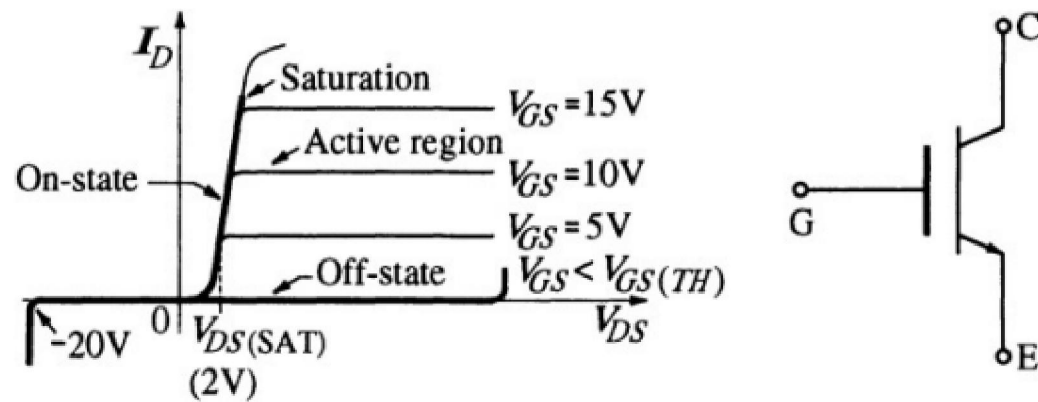 I_D
Saturation
V_GS=15V
Active region
On-state
V_GS=10V
V_GS=5V
Off-state
V_GS<V_GS(TH)
-20V
0
V_DS(SAT)
(2V)
V_DS
C
G
E